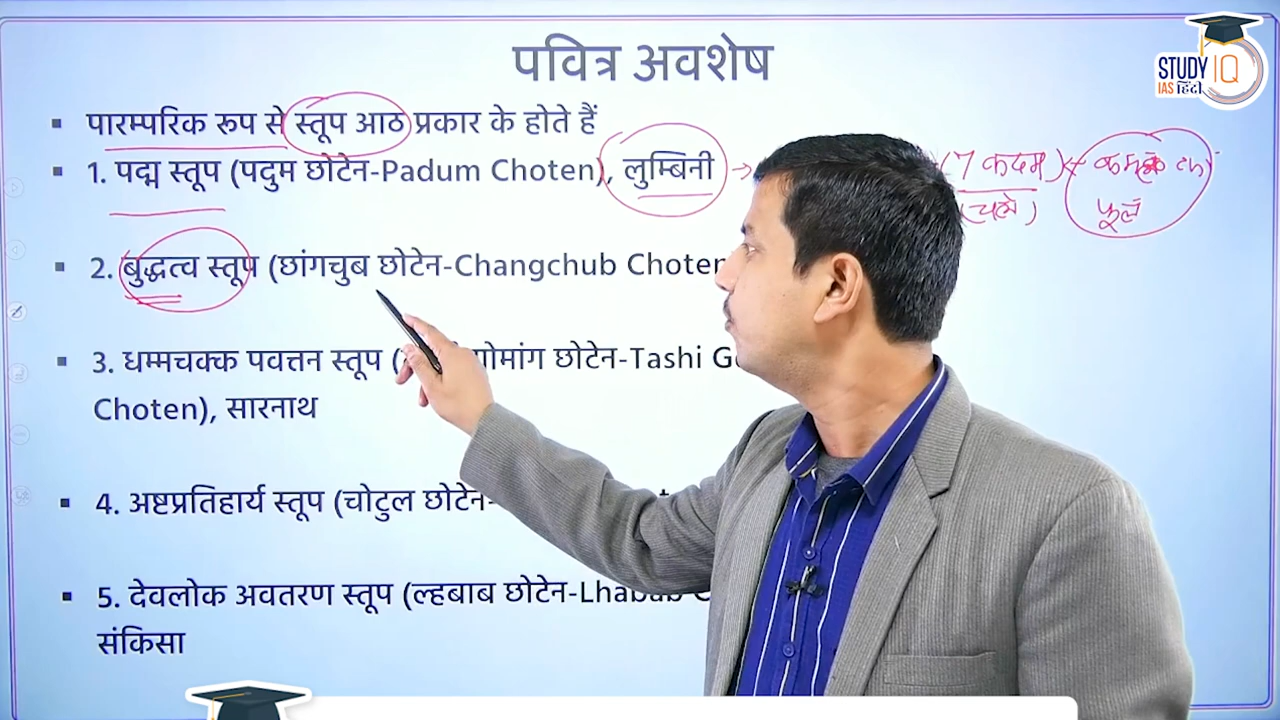 पवित्र अवशेष
STUDY IQ
IAS हिंदी
▪ पारम्परिक रूप से स्तूप आठ प्रकार के होते हैं
▪ 1. पद्म स्तूप (पदुम छोटेन-Padum Choten), लुम्बिनी → (7 कदम)
(चले) फूल
▪ 2. बुद्धत्व स्तूप (छांगचुब छोटेन-Changchub Choten
▪ 3. धम्मचक्क पवत्तन स्तूप ( गोमांग छोटेन-Tashi
Choten), सारनाथ
▪ 4. अष्टप्रतिहार्य स्तूप (चोटुल छोटेन-
▪ 5. देवलोक अवतरण स्तूप (ल्हबाब छोटेन-Lhabab
संकिसा